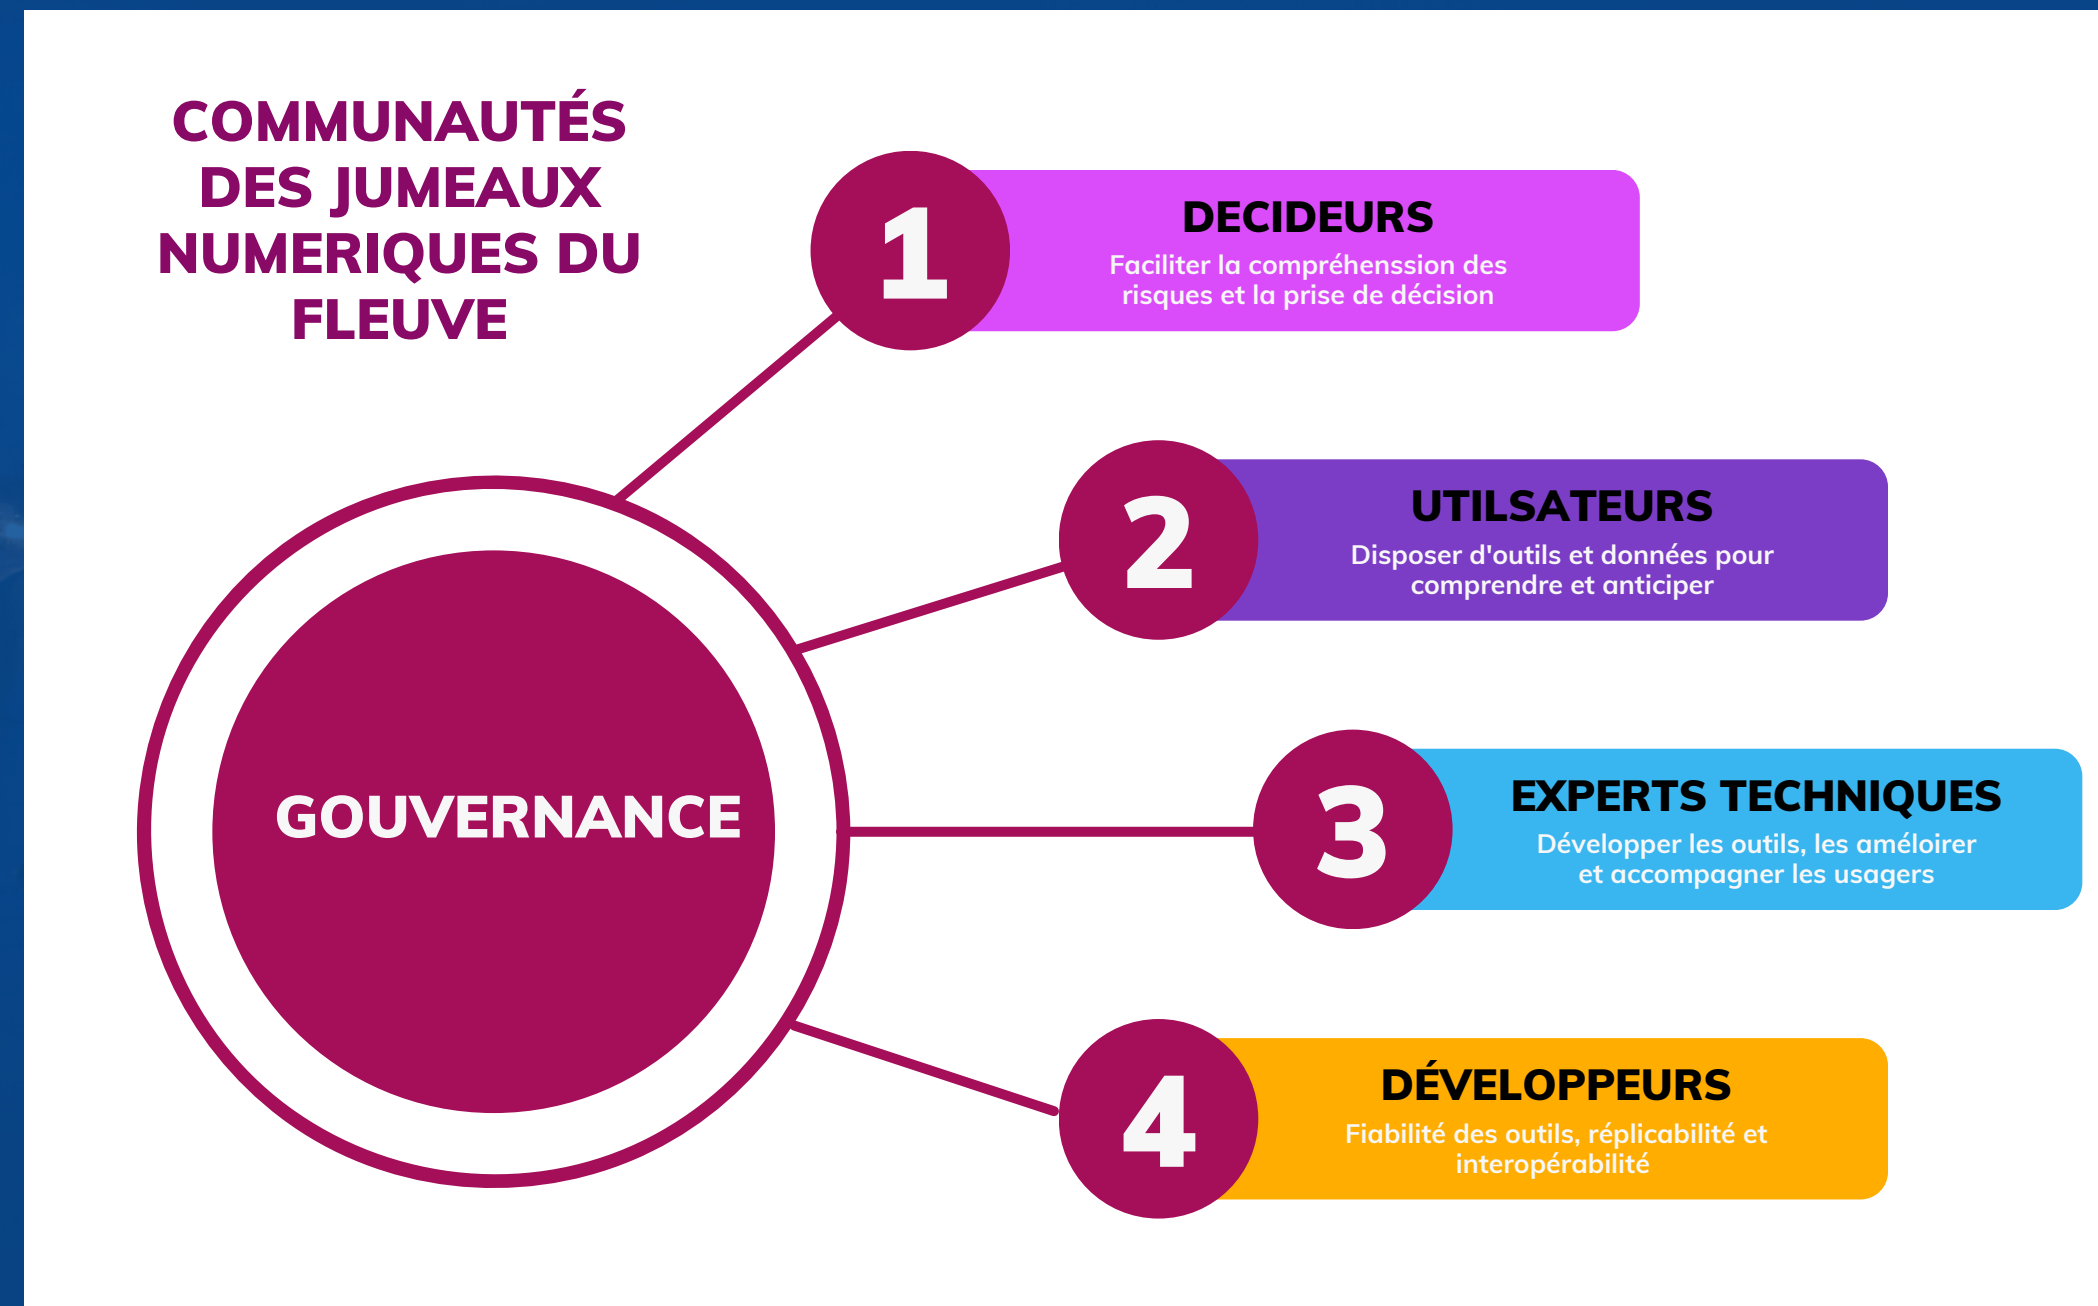 COMMUNAUTÉS
DES JUMEAUX
NUMERIQUES DU
FLEUVE
1
DECIDEURS
Faciliter la compréhenssion des
risques et la prise de décision
2
UTILSATEURS
Disposer d'outils et données pour
comprendre et anticiper
GOUVERNANCE
3
EXPERTS TECHNIQUES
Développer les outils, les améloirer
et accompagner les usagers
4
DÉVELOPPEURS
Fiabilité des outils, réplicabilité et
interopérabilité